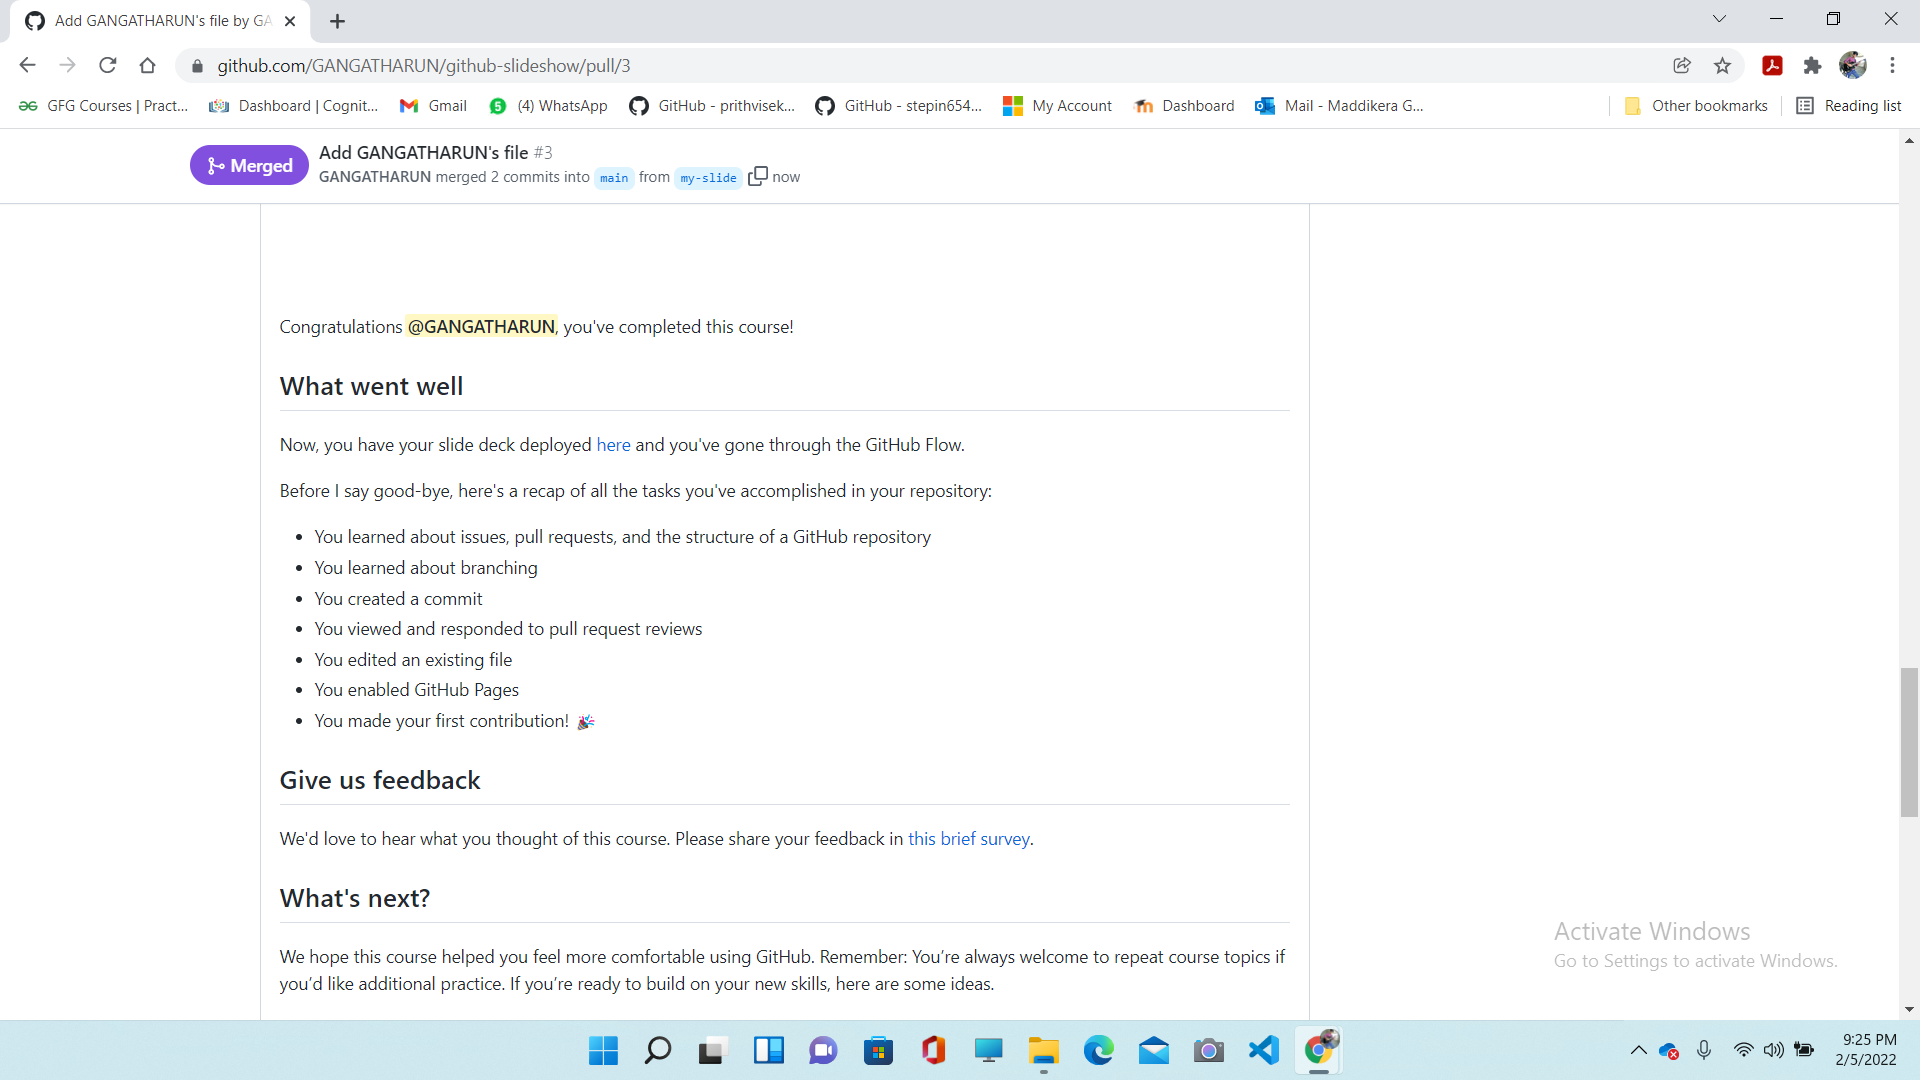 Add GANGATHARUN's file by GA
github.com/GANGATHARUN/github-slideshow/pull/3
GFG Courses | Pract...
Dashboard | Cognit...
Gmail
5
(4) WhatsApp
GitHub - prithvisek...
GitHub - stepin654...
My Account
Dashboard
Mail - Maddikera G...
Other bookmarks
Reading list
Merged
Add GANGATHARUN's file #3
GANGATHARUN merged 2 commits into main from my-slide now
Congratulations @GANGATHARUN, you've completed this course!
What went well
Now, you have your slide deck deployed here and you've gone through the GitHub Flow.
Before I say good-bye, here's a recap of all the tasks you've accomplished in your repository:
• You learned about issues, pull requests, and the structure of a GitHub repository
• You learned about branching
• You created a commit
• You viewed and responded to pull request reviews
• You edited an existing file
• You enabled GitHub Pages
• You made your first contribution! 🎉
Give us feedback
We'd love to hear what you thought of this course. Please share your feedback in this brief survey.
What's next?
We hope this course helped you feel more comfortable using GitHub. Remember: You’re always welcome to repeat course topics if
you’d like additional practice. If you’re ready to build on your new skills, here are some ideas.
Activate Windows
Go to Settings to activate Windows.
9:25 PM
2/5/2022